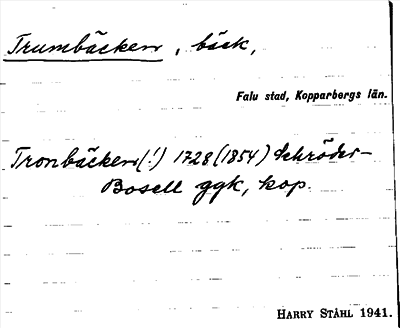 Trumbäcken, bäck,
Falu stad, Kopparbergs län.
Tronbäcken(!) 1728 (1854) Schröder-
Bosell ggk, kop.
HARRY STÅHL 1941.